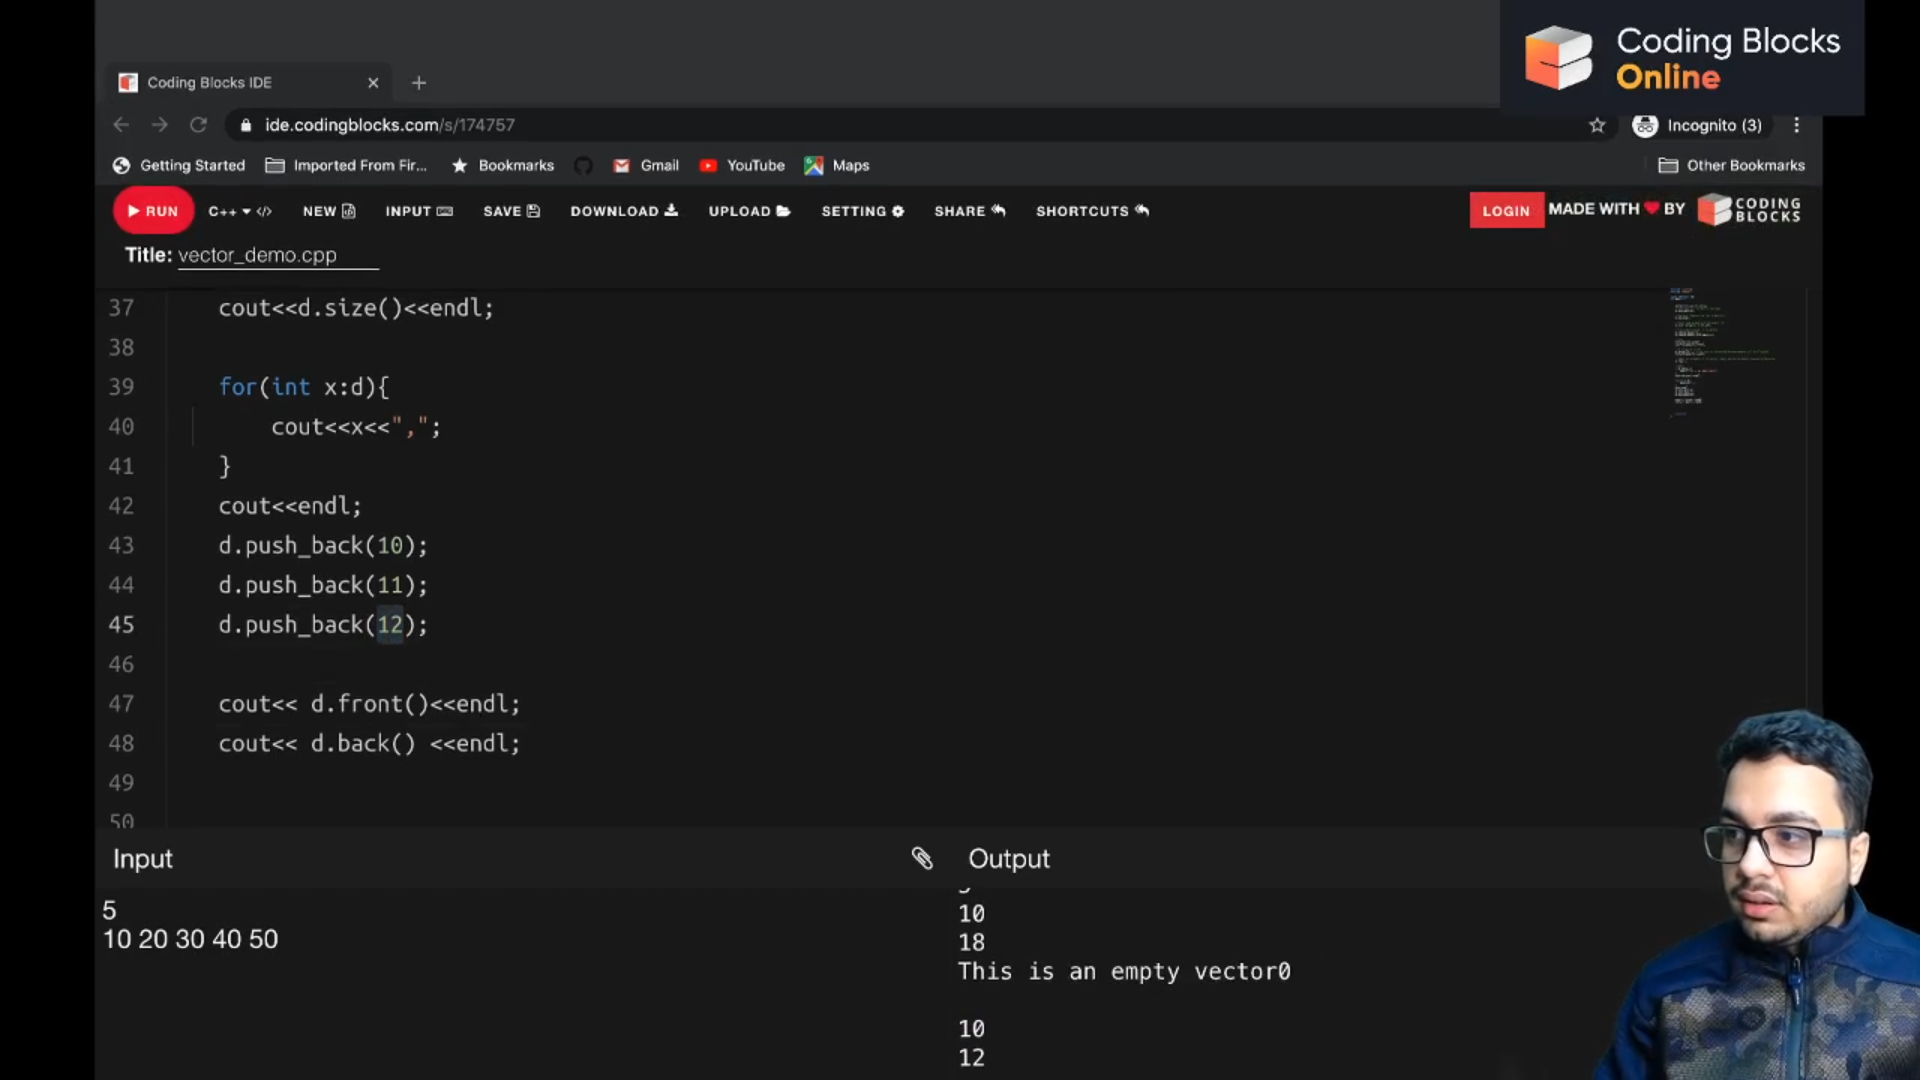 Coding Blocks
Online
Coding Blocks IDE
ide.codingblocks.com/s/174757
Incognito (3)
Getting Started
Imported From Fir...
Bookmarks
Gmail
YouTube
Maps
Other Bookmarks
RUN
C++
NEW
INPUT
SAVE
DOWNLOAD
UPLOAD
SETTING
SHARE
SHORTCUTS
LOGIN
MADE WITH BY
CODING
BLOCKS
Title: vector_demo.cpp
37 cout<<d.size()<<endl;
38
39 for(int x:d){
40 cout<<x<<",";
41 }
42 cout<<endl;
43 d.push_back(10);
44 d.push_back(11);
45 d.push_back(12);
46
47 cout<< d.front()<<endl;
48 cout<< d.back() <<endl;
49
50
Input
5
10 20 30 40 50
Output
10
18
This is an empty vector0
10
12